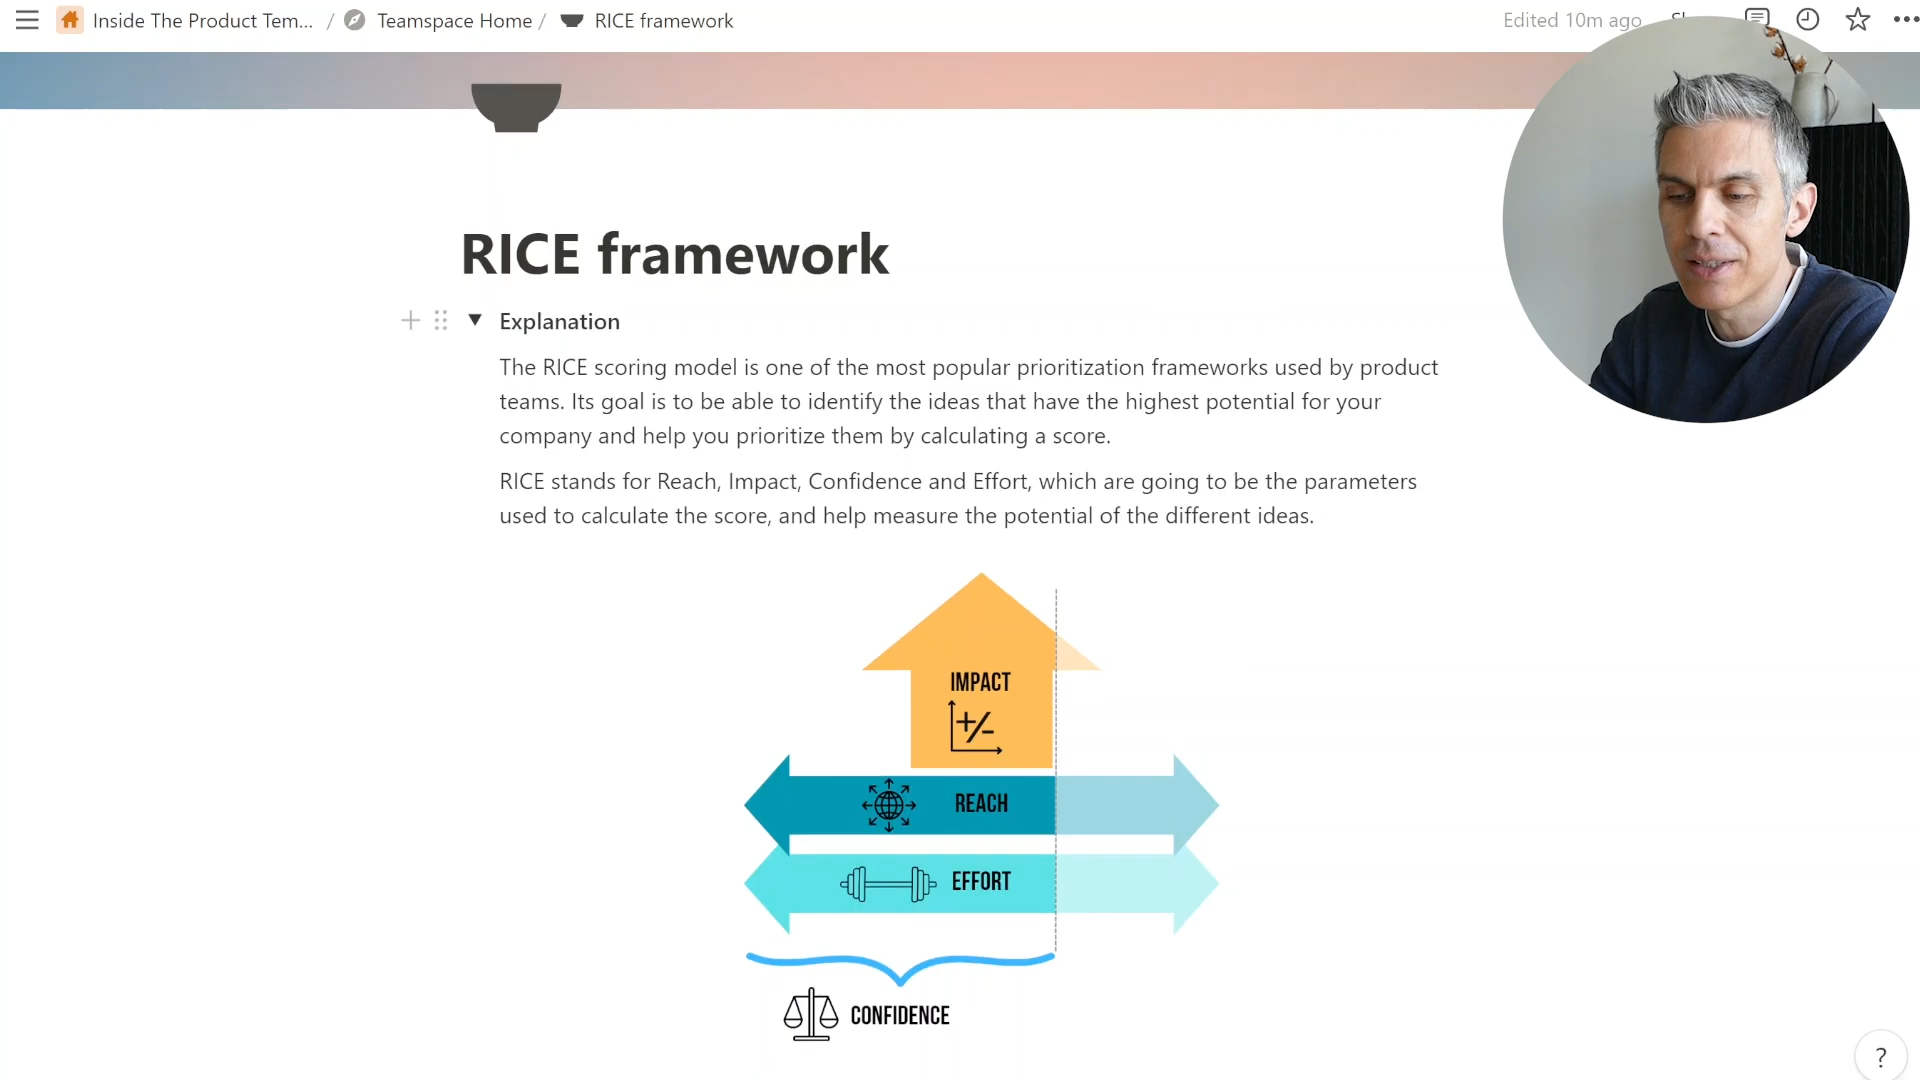 Inside The Product Tem... / Teamspace Home / RICE framework
Edited 10m ago
RICE framework
Explanation
The RICE scoring model is one of the most popular prioritization frameworks used by product
teams. Its goal is to be able to identify the ideas that have the highest potential for your
company and help you prioritize them by calculating a score.
RICE stands for Reach, Impact, Confidence and Effort, which are going to be the parameters
used to calculate the score, and help measure the potential of the different ideas.
IMPACT
+/-
REACH
EFFORT
CONFIDENCE
?